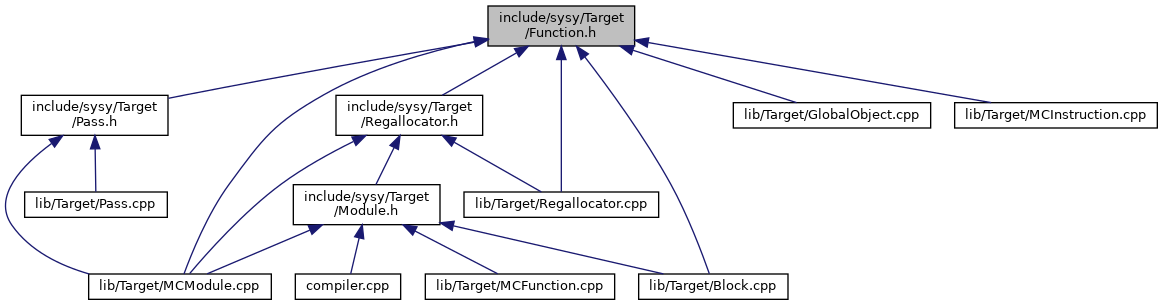 include/sysy/Target
/Function.h
include/sysy/Target
/Pass.h
include/sysy/Target
/Regallocator.h
lib/Target/GlobalObject.cpp
lib/Target/MCInstruction.cpp
lib/Target/Pass.cpp
include/sysy/Target
/Module.h
lib/Target/Regallocator.cpp
lib/Target/MCModule.cpp
compiler.cpp
lib/Target/MCFunction.cpp
lib/Target/Block.cpp